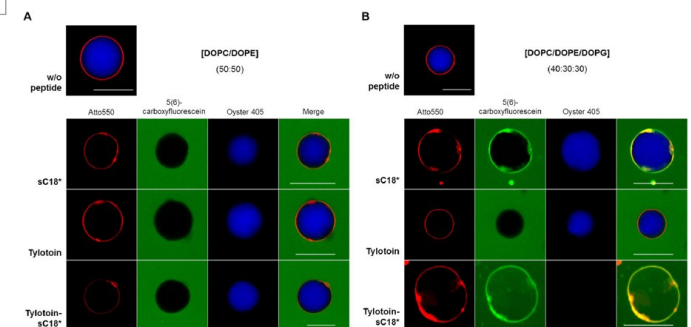 A
[DOPC/DOPE]
(50:50)
w/o
peptide
Atto550
5(6)-
carboxyfluorescein
Oyster 405
Merge
sC18*
Tylotoin
Tylotoin-
sC18*
B
[DOPC/DOPE/DOPG]
(40:30:30)
w/o
peptide
Atto550
5(6)-
carboxyfluorescein
Oyster 405
sC18*
Tylotoin
Tylotoin-
sC18*